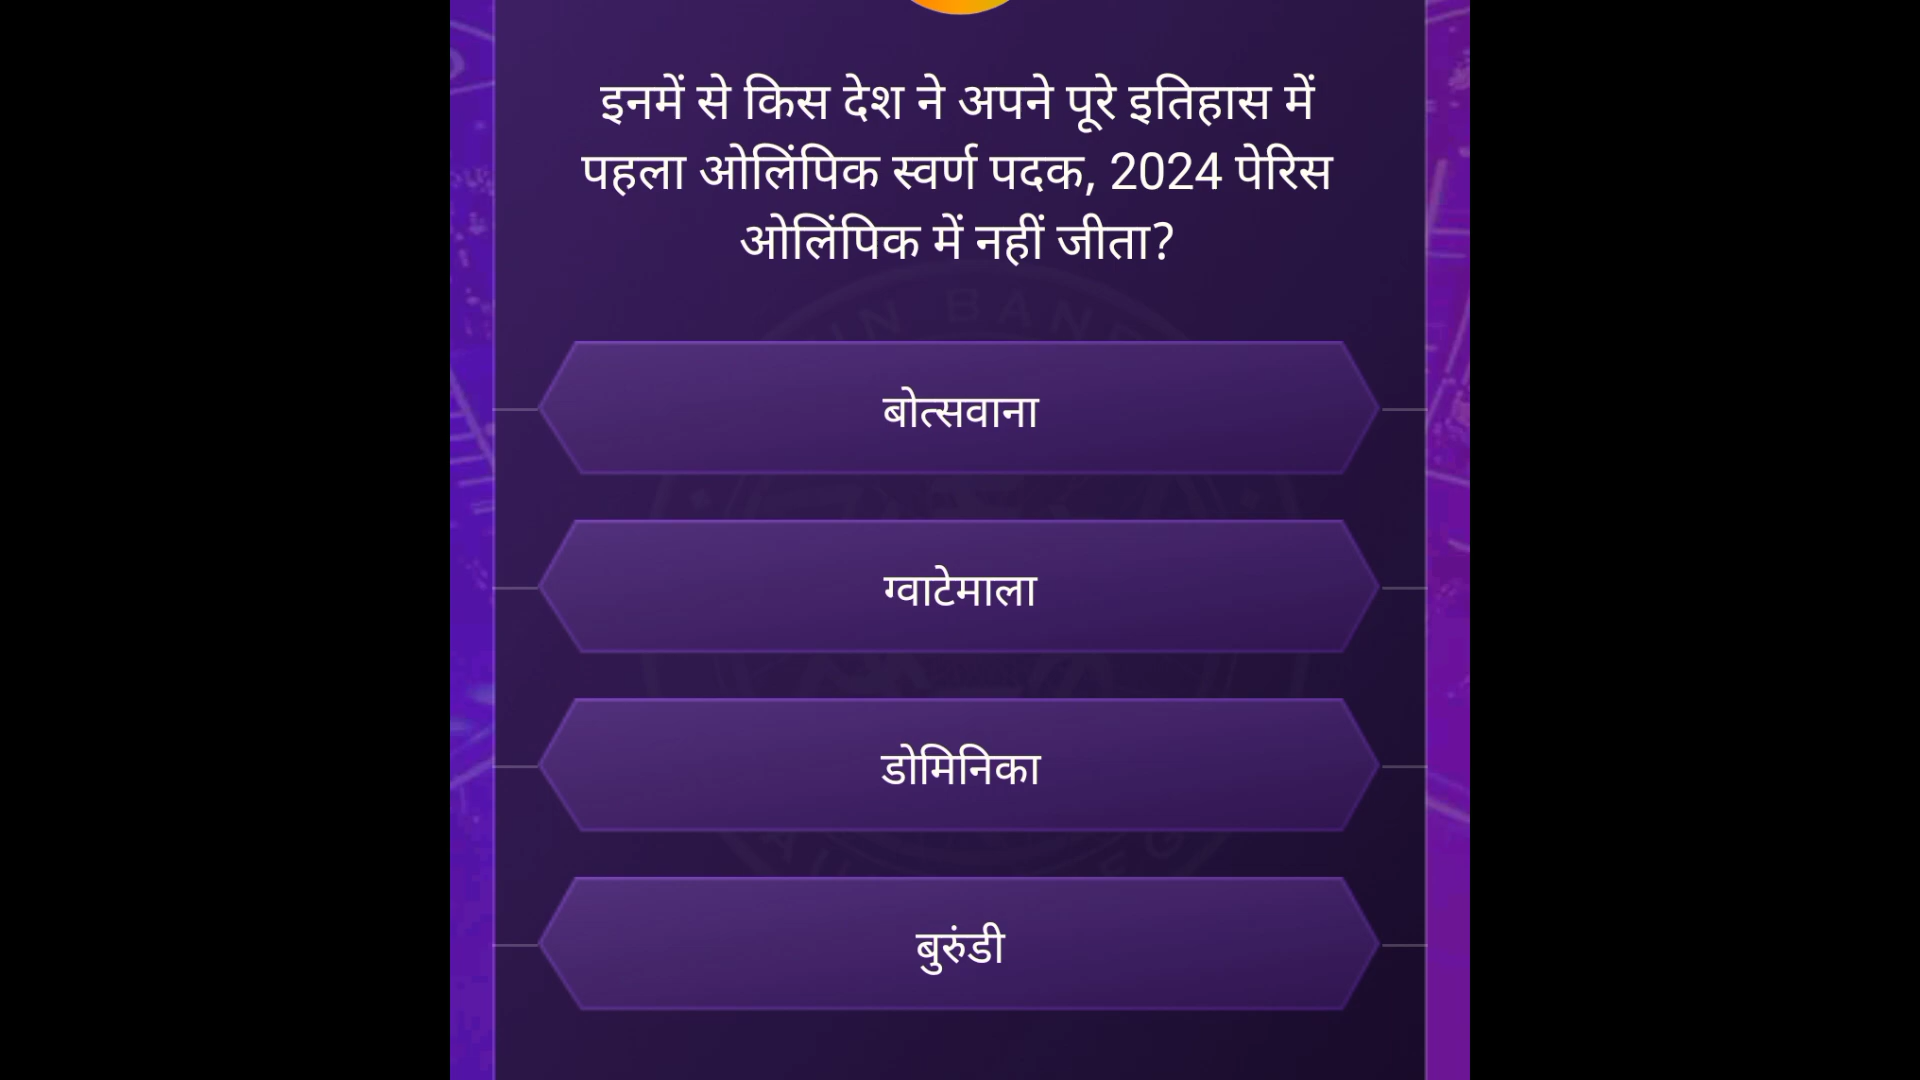 इनमें से किस देश ने अपने पूरे इतिहास में
पहला ओलिंपिक स्वर्ण पदक, 2024 पेरिस
ओलिंपिक में नहीं जीता?
बोत्सवाना
ग्वाटेमाला
डोमिनिका
बुरुंडी